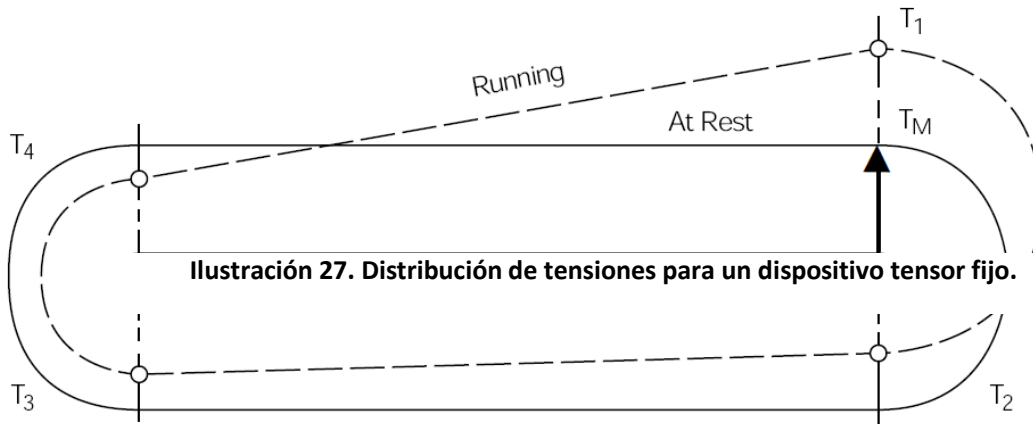 T1
Running
At Rest
TM
T4
Ilustración 27. Distribución de tensiones para un dispositivo tensor fijo.
T3
T2